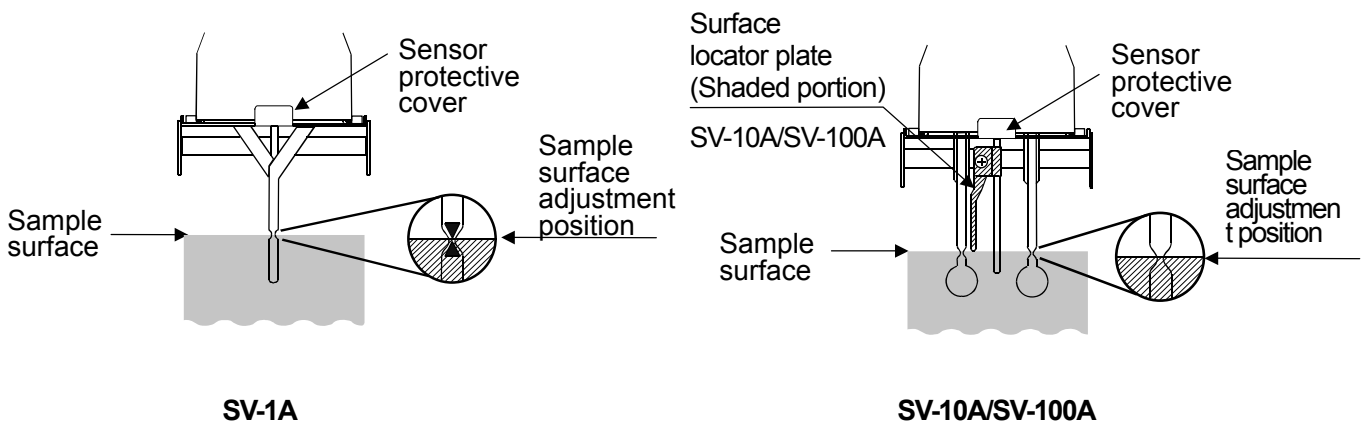 Sensor
protective
cover
Sample
surface
adjustment
position
Sample
surface
SV-1A
Surface
locator plate
(Shaded portion)
SV-10A/SV-100A
Sensor
protective
cover
Sample
surface
adjustmen
t position
Sample
surface
SV-10A/SV-100A